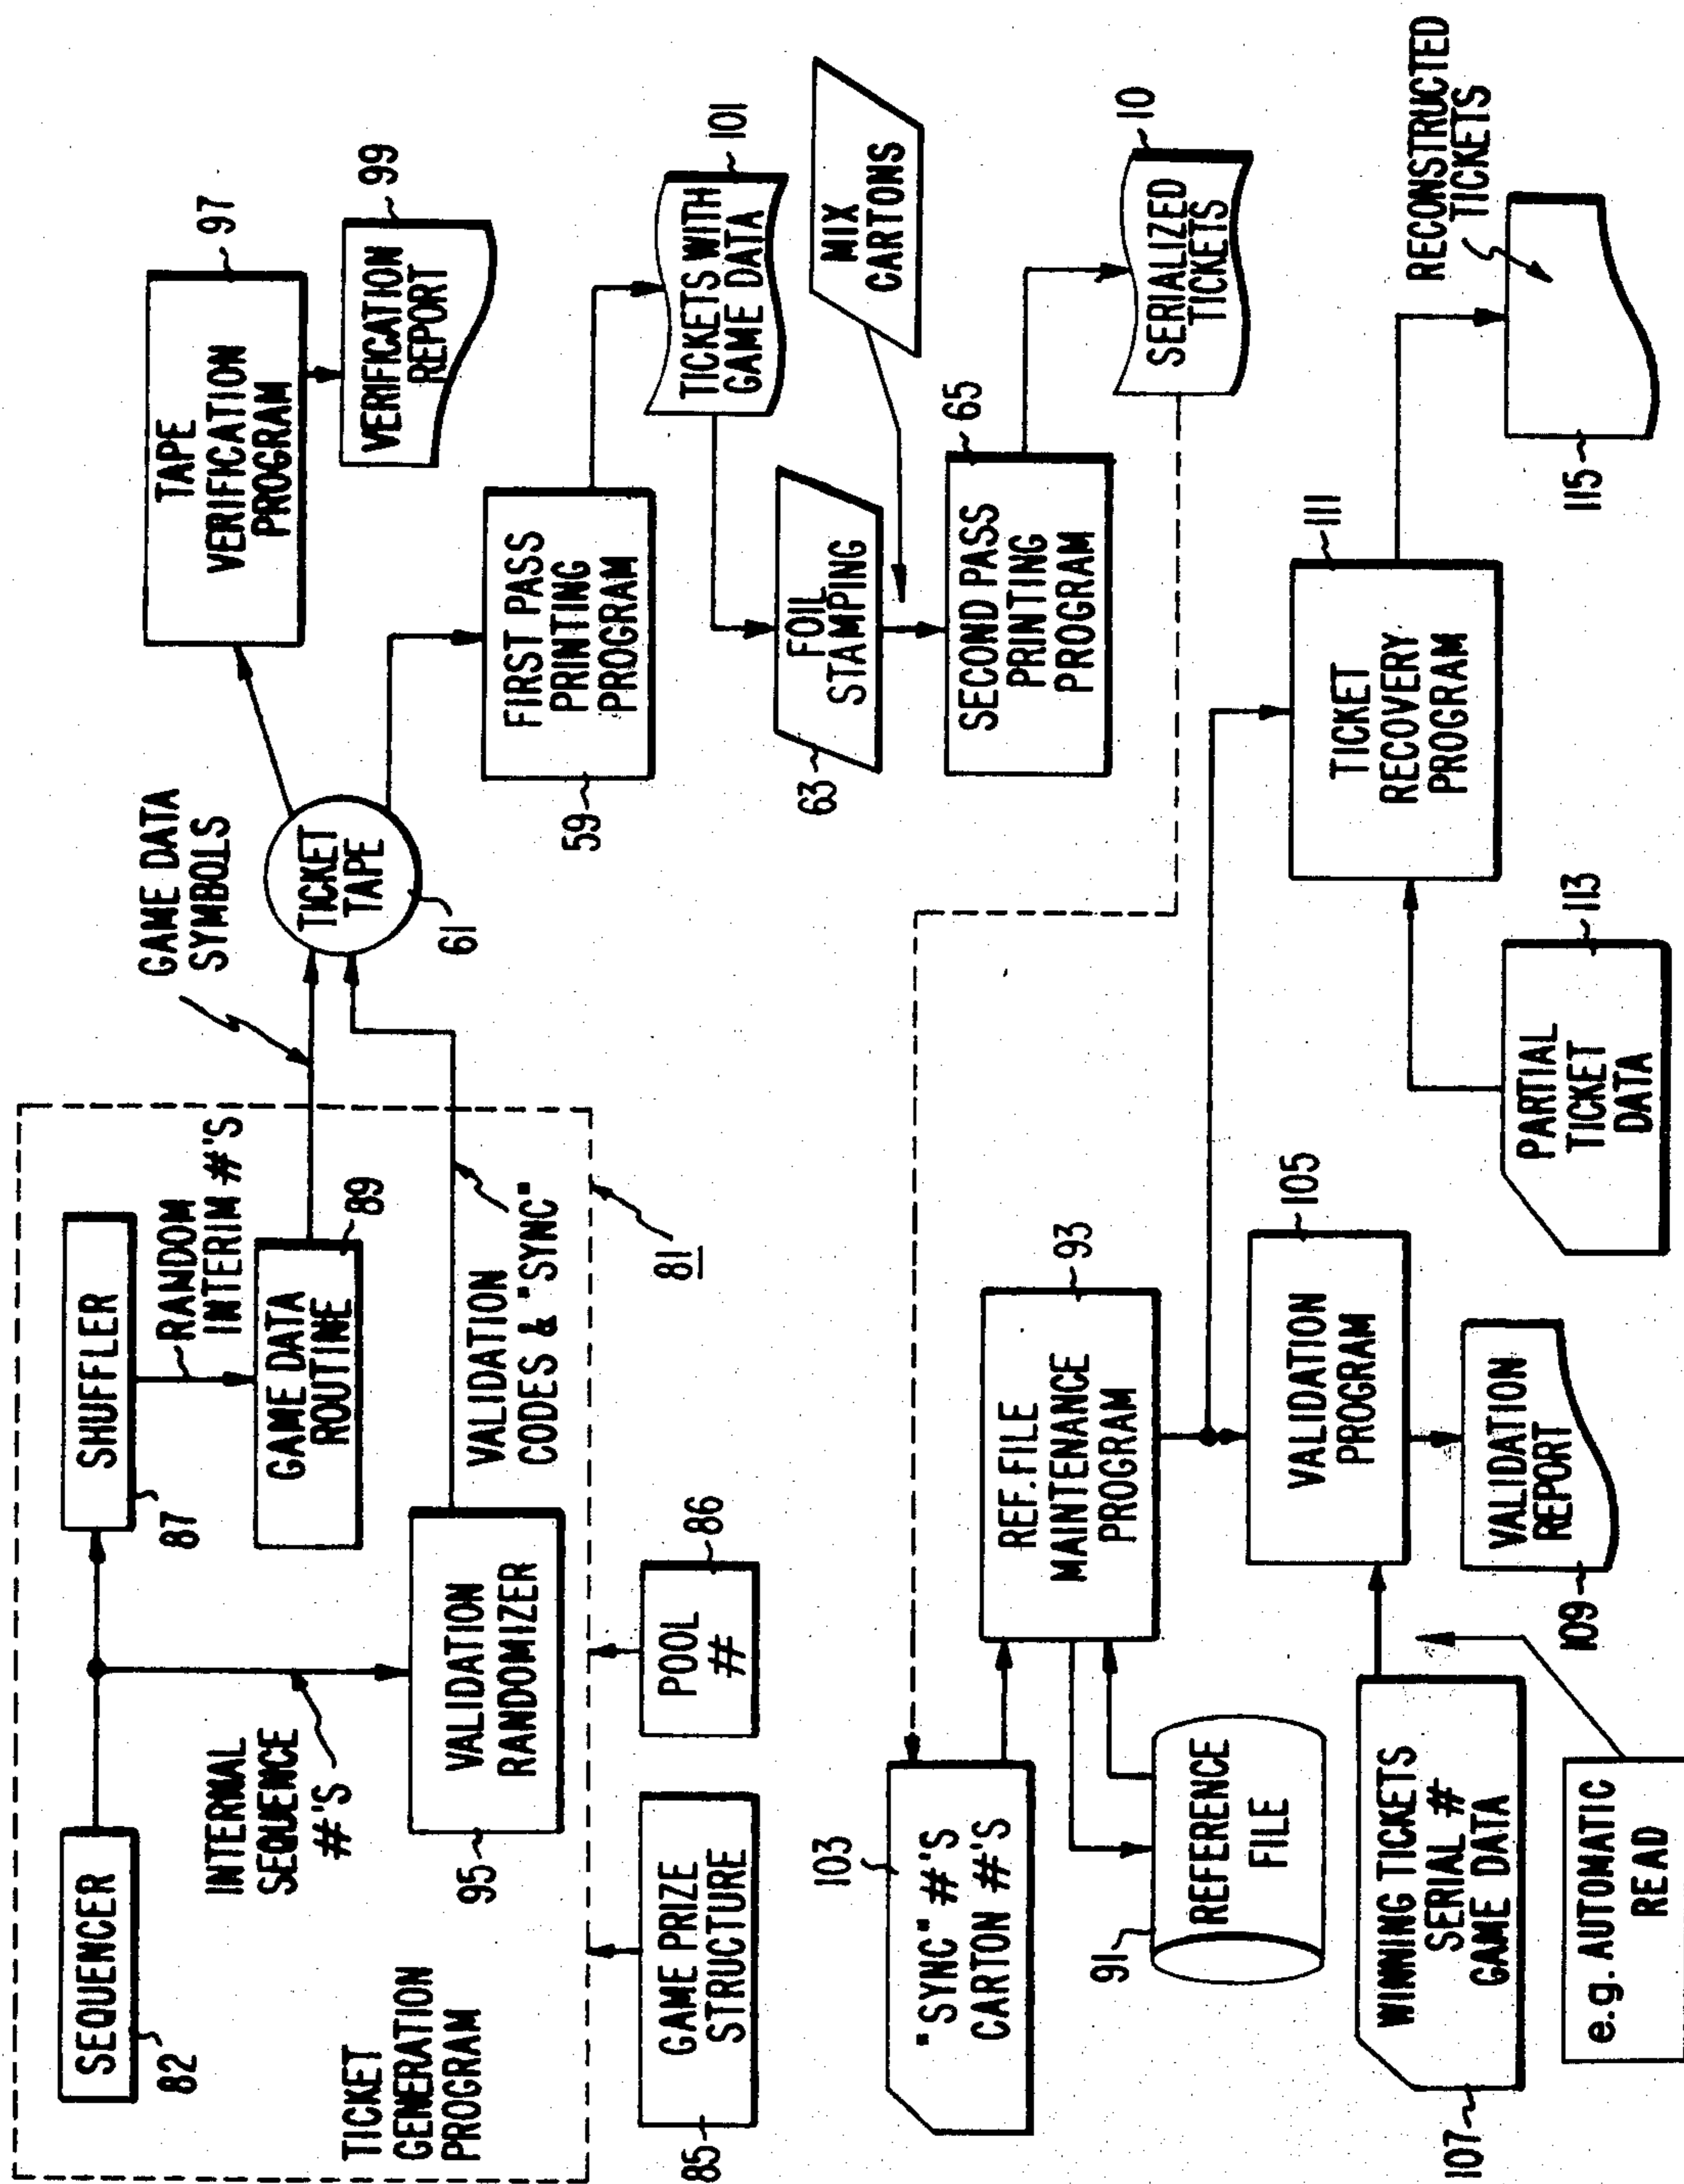 SEQUENCER
82
SHUFFLER
87
RANDOM
INTERIM #'S
INTERNAL
SEQUENCE
#'S
GAME DATA
ROUTINE
89
VALIDATION
RANDOMIZER
95
VALIDATION
CODES & "SYNC"
TICKET
GENERATION
PROGRAM
81
GAME PRIZE
STRUCTURE
85
POOL
#
86
GAME DATA
SYMBOLS
TICKET
TAPE
61
TAPE
VERIFICATION
PROGRAM
97
VERIFICATION
REPORT
99
FIRST PASS
PRINTING
PROGRAM
59
TICKETS WITH
GAME DATA
101
FOIL
STAMPING
63
MIX
CARTONS
SECOND PASS
PRINTING
PROGRAM
65
SERIALIZED
TICKETS
10
103
"SYNC" #'S
CARTON #'S
REF. FILE
MAINTENANCE
PROGRAM
93
REFERENCE
FILE
91
VALIDATION
PROGRAM
105
WINNING TICKETS
SERIAL #
GAME DATA
107
VALIDATION
REPORT
109
e.g. AUTOMATIC
READ
TICKET
RECOVERY
PROGRAM
111
PARTIAL
TICKET
DATA
113
RECONSTRUCTED
TICKETS
115